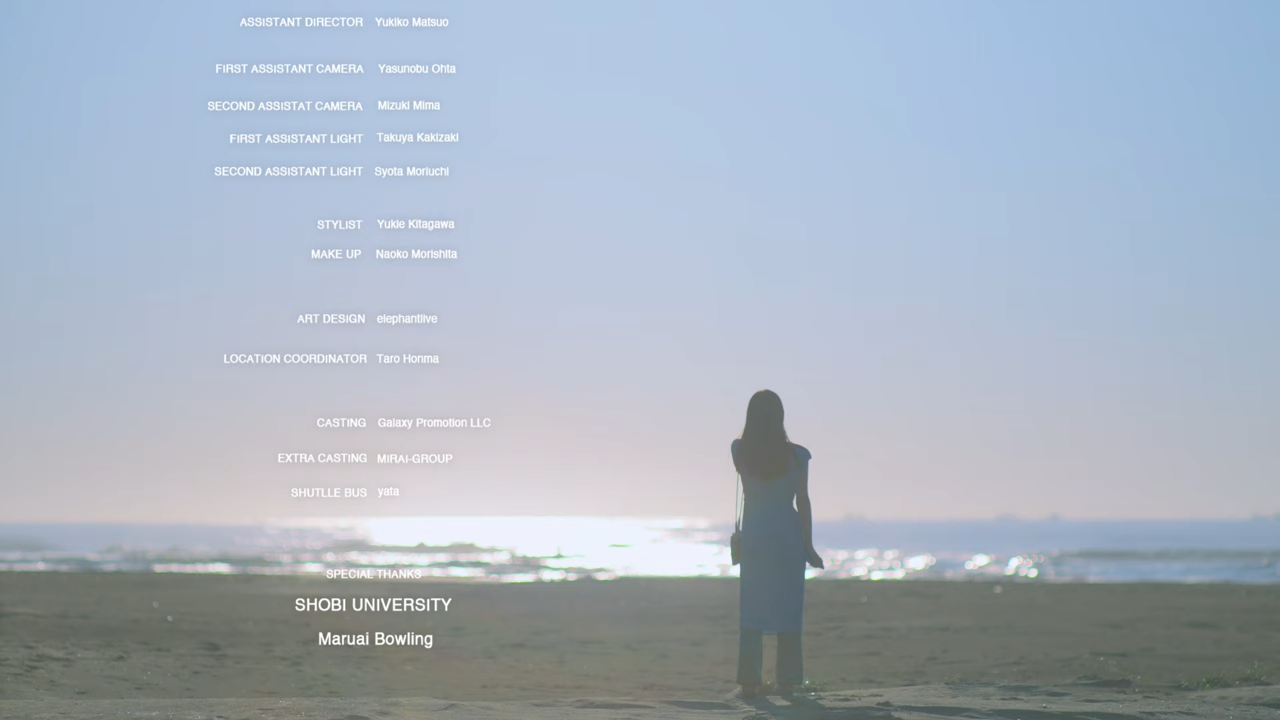 ASSISTANT DIRECTOR Yukiko Matsuo
FIRST ASSISTANT CAMERA Yasunobu Ohta
SECOND ASSISTAT CAMERA Mizuki Mima
FIRST ASSISTANT LIGHT Takuya Kakizaki
SECOND ASSISTANT LIGHT Syota Moriuchi
STYLIST Yukie Kitagawa
MAKE UP Naoko Morishita
ART DESIGN elephantlive
LOCATION COORDINATOR Taro Honma
CASTING Galaxy Promotion LLC
EXTRA CASTING MiRAI-GROUP
SHUTLLE BUS yata
SPECIAL THANKS
SHOBI UNIVERSITY
Maruai Bowling